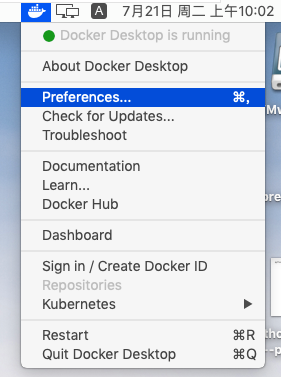 A 7月21日 周二 上午10:02
Docker Desktop is running
About Docker Desktop
Preferences... ⌘,
Check for Updates...
Troubleshoot
Documentation
Learn...
Docker Hub
Dashboard
Sign in / Create Docker ID
Repositories
Kubernetes
Restart ⌘R
Quit Docker Desktop ⌘Q